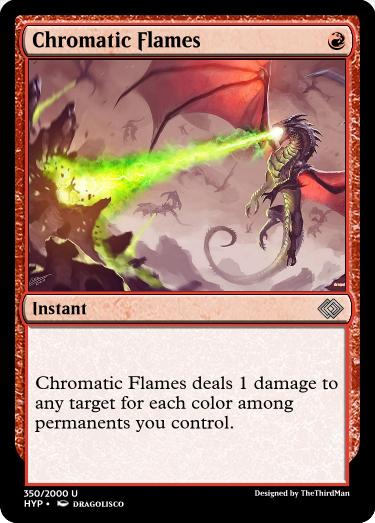 Chromatic Flames
Instant
Chromatic Flames deals 1 damage to
any target for each color among
permanents you control.
350/2000 U
Designed by TheThirdMan
HYP • DRAGOLISCO